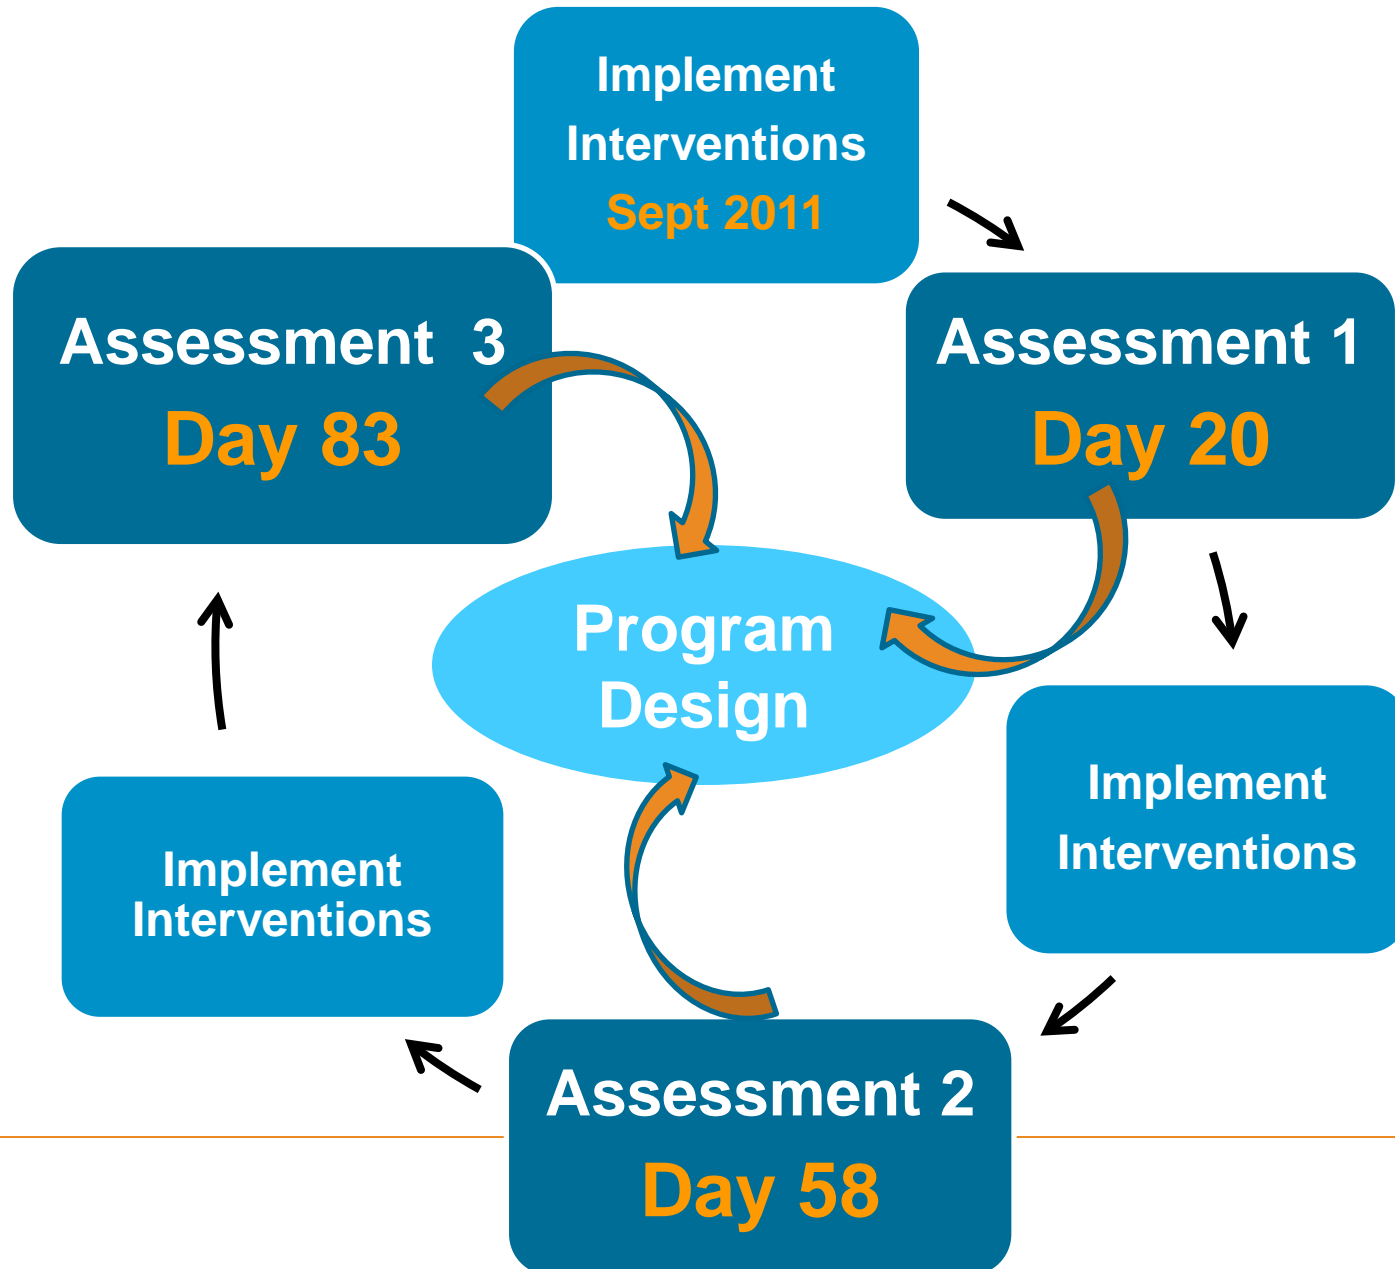 Implement
Interventions
Sept 2011
Assessment 3
Day 83
Assessment 1
Day 20
Program
Design
Implement
Interventions
Implement
Interventions
Assessment 2
Day 58